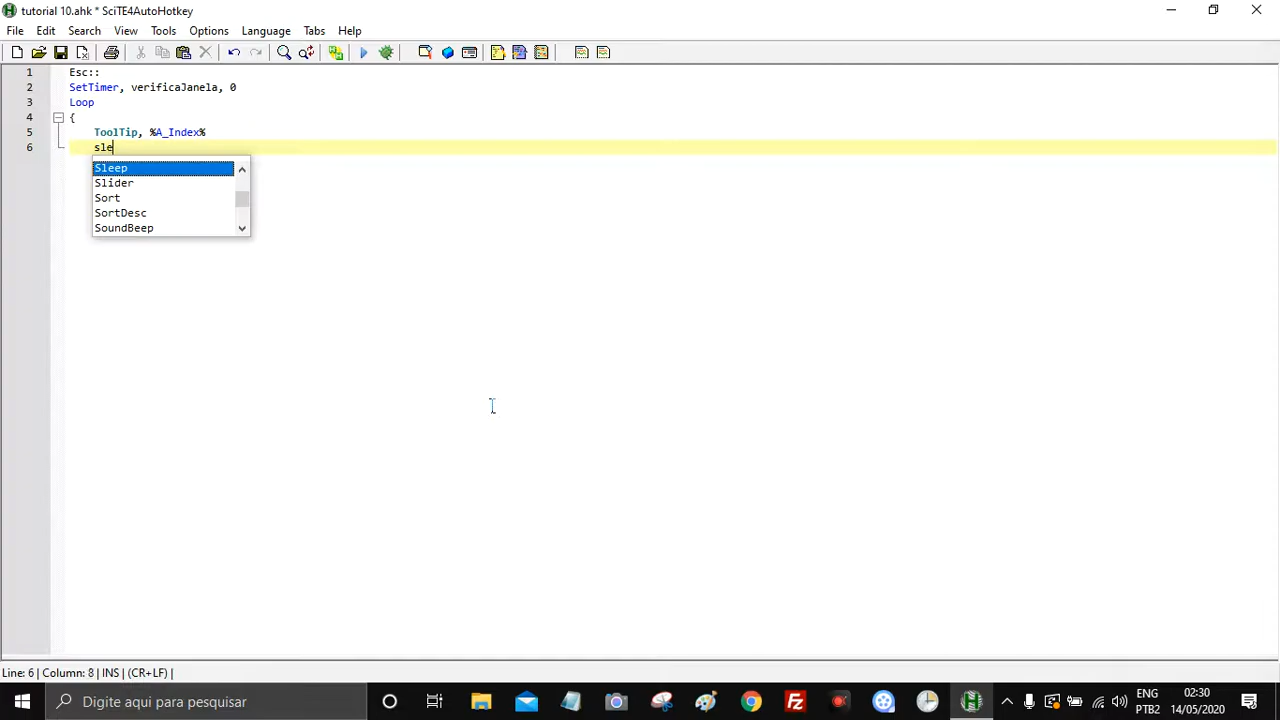 tutorial 10.ahk * SciTE4AutoHotkey
File Edit Search View Tools Options Language Tabs Help
1 Esc::
2 SetTimer, verificaJanela, 0
3 Loop
4 {
5 ToolTip, %A_Index%
6 sle
Sleep
Slider
Sort
SortDesc
SoundBeep
Line: 6 | Column: 8 | INS | (CR+LF) |
Digite aqui para pesquisar
ENG
PTB2
02:30
14/05/2020